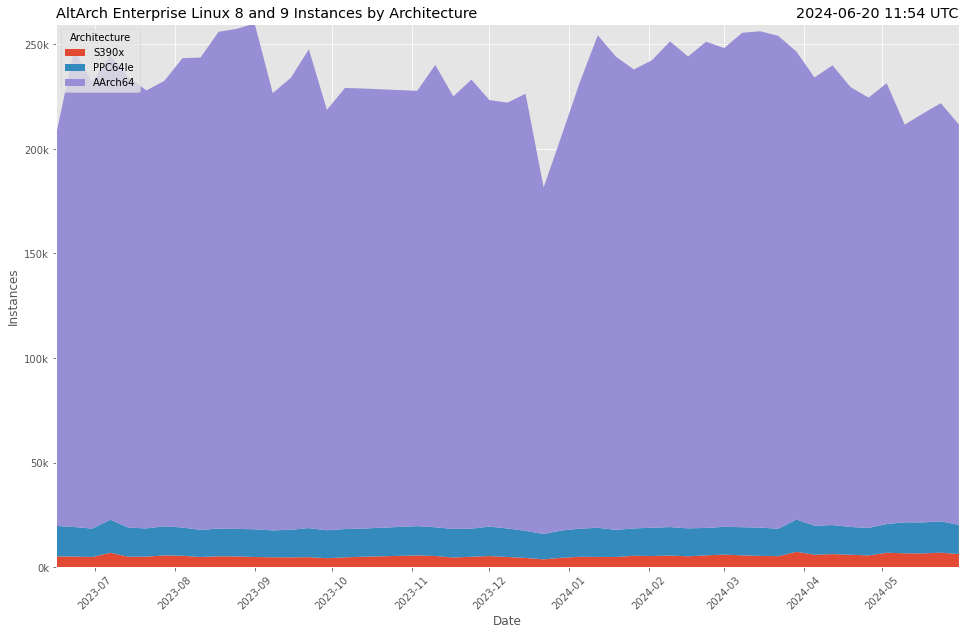 AltArch Enterprise Linux 8 and 9 Instances by Architecture
2024-06-20 11:54 UTC
Architecture
S390x
PPC64le
AArch64
250k
200k
150k
100k
50k
0k
Instances
2023-07
2023-08
2023-09
2023-10
2023-11
2023-12
2024-01
2024-02
2024-03
2024-04
2024-05
Date